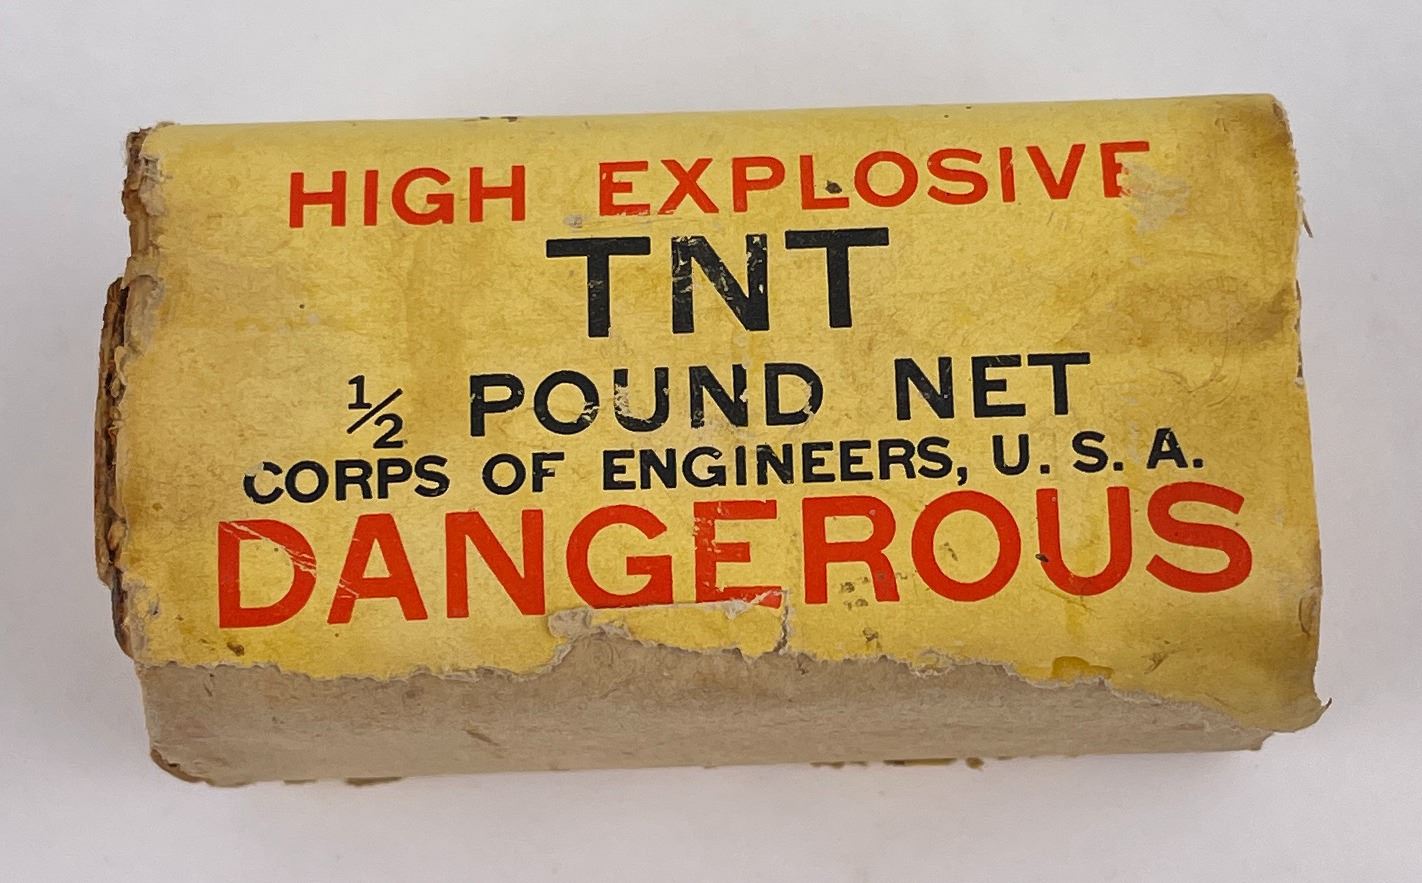 HIGH EXPLOSIVE
TNT
½ POUND NET
CORPS OF ENGINEERS, U. S. A.
DANGEROUS